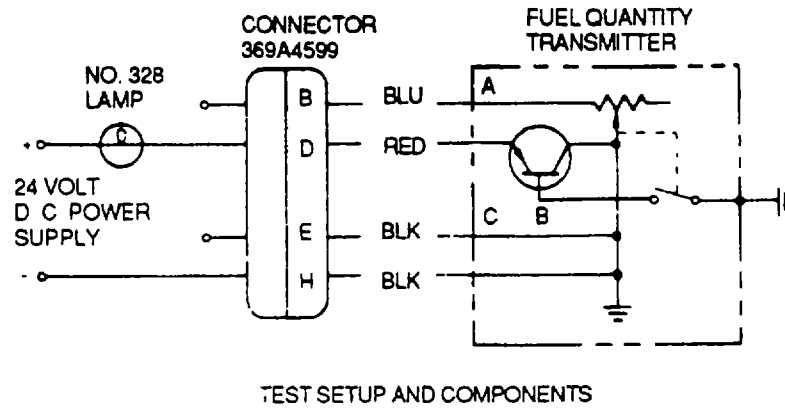 CONNECTOR
369A4599
FUEL QUANTITY
TRANSMITTER
NO. 328
LAMP
C
+
24 VOLT
D C POWER
SUPPLY
-
B
D
E
H
BLU
RED
BLK
BLK
A
C B
TEST SETUP AND COMPONENTS